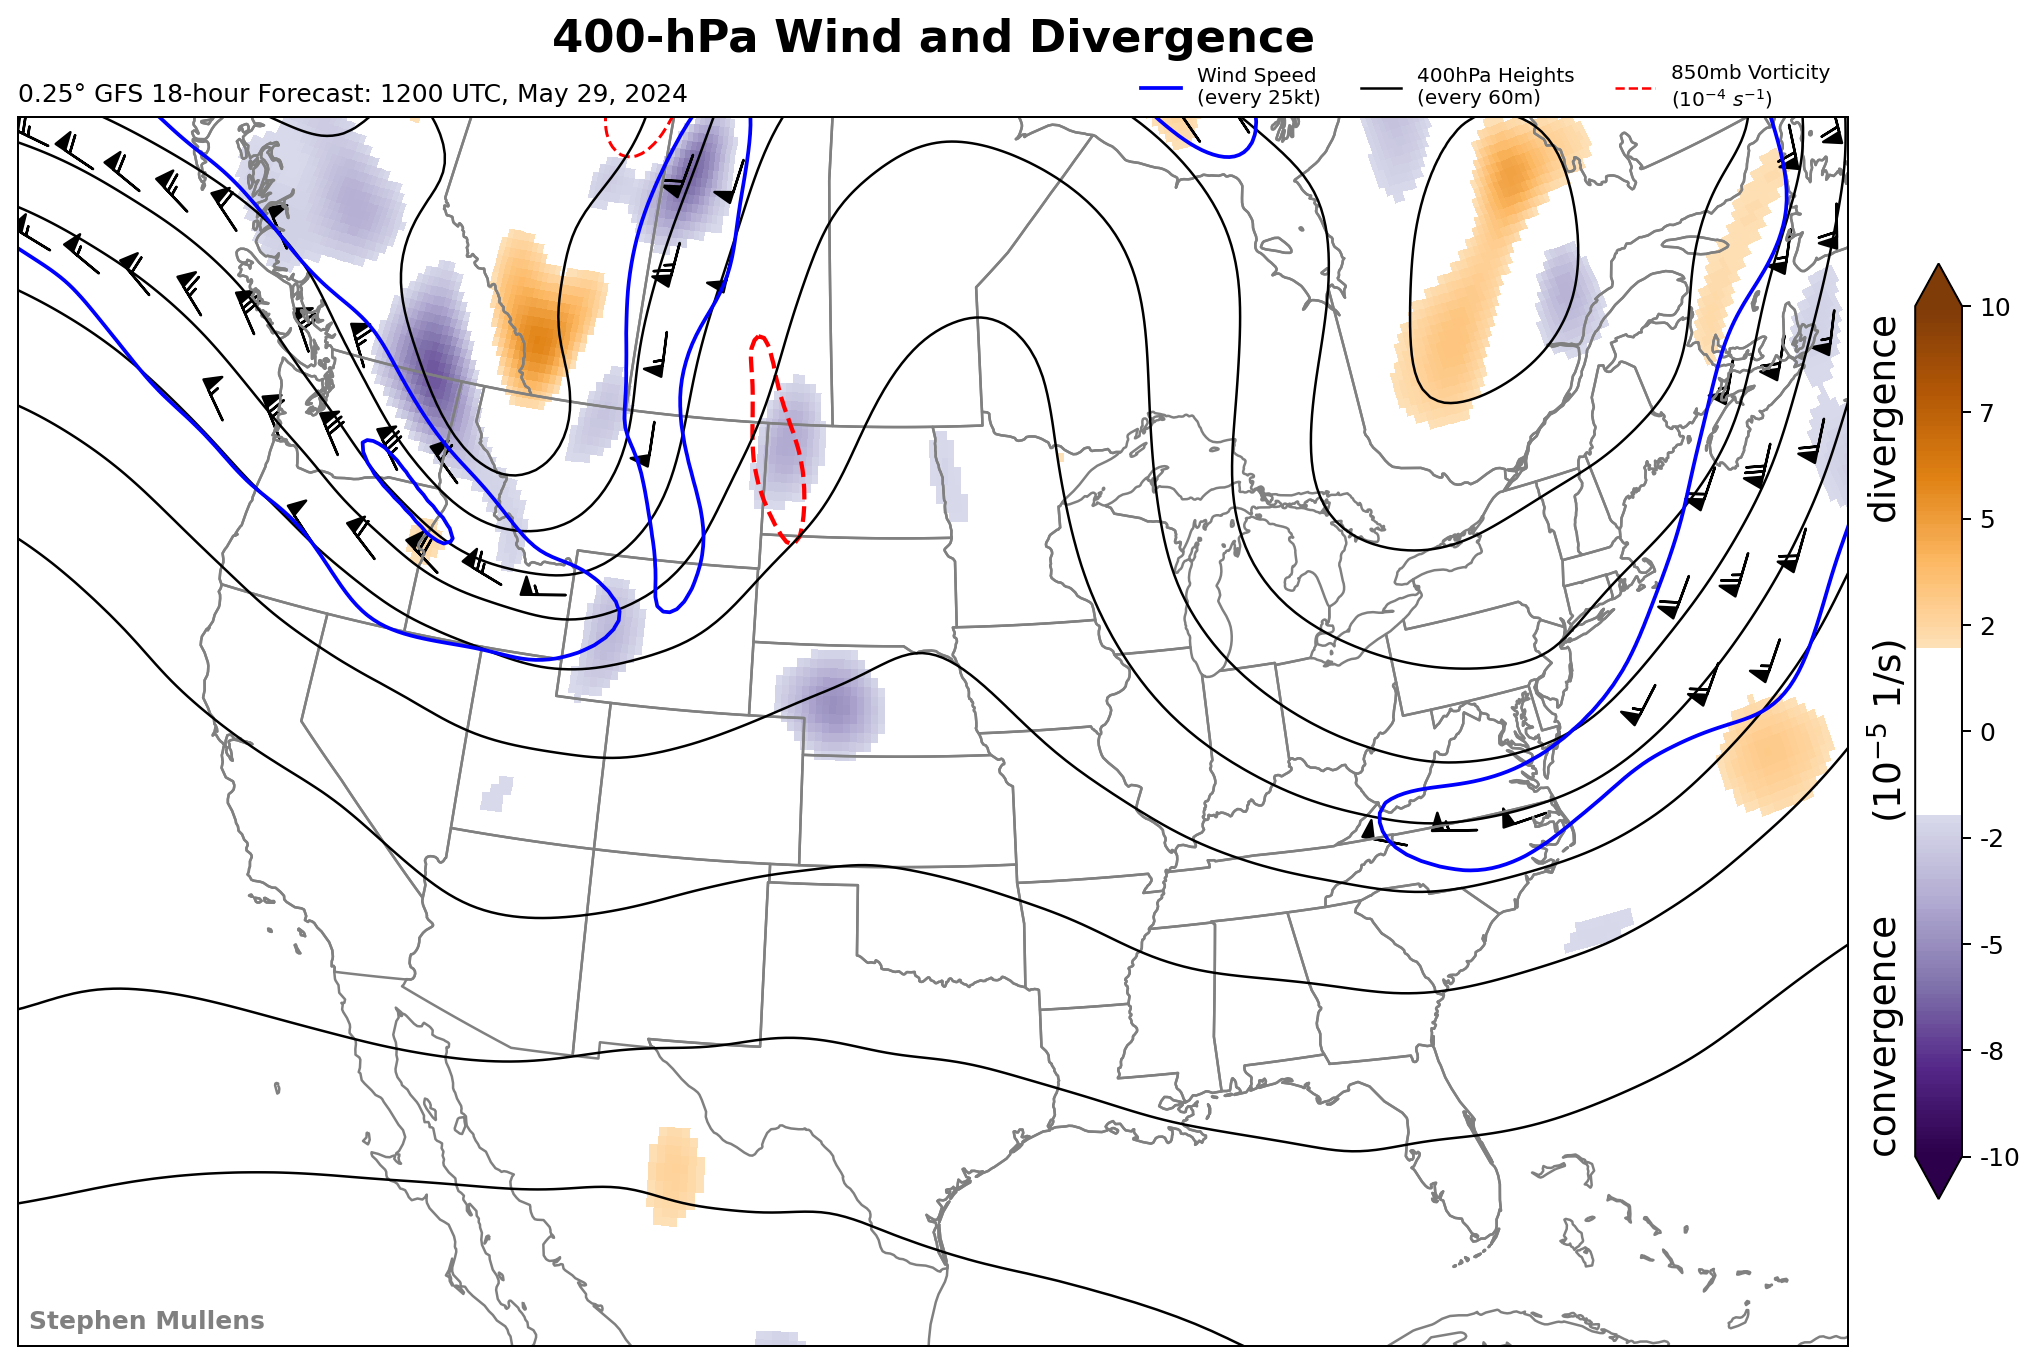 400-hPa Wind and Divergence
0.25° GFS 18-hour Forecast: 1200 UTC, May 29, 2024
Wind Speed
(every 25kt)
400hPa Heights
(every 60m)
850mb Vorticity
(10⁻⁴ s⁻¹)
10
7
5
2
0
-2
-5
-8
-10
convergence (10⁻⁵ 1/s) divergence
Stephen Mullens